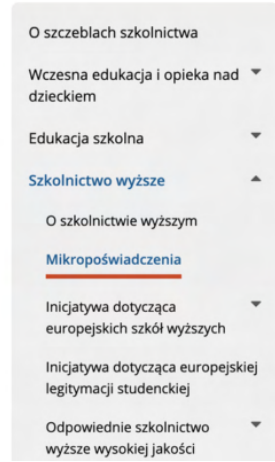 O szczeblach szkolnictwa
Wczesna edukacja i opieka nad
dzieckiem
Edukacja szkolna
Szkolnictwo wyższe
O szkolnictwie wyższym
Mikropoświadczenia
Inicjatywa dotycząca
europejskich szkół wyższych
Inicjatywa dotycząca europejskiej
legitymacji studenckiej
Odpowiednie szkolnictwo
wyższe wysokiej jakości